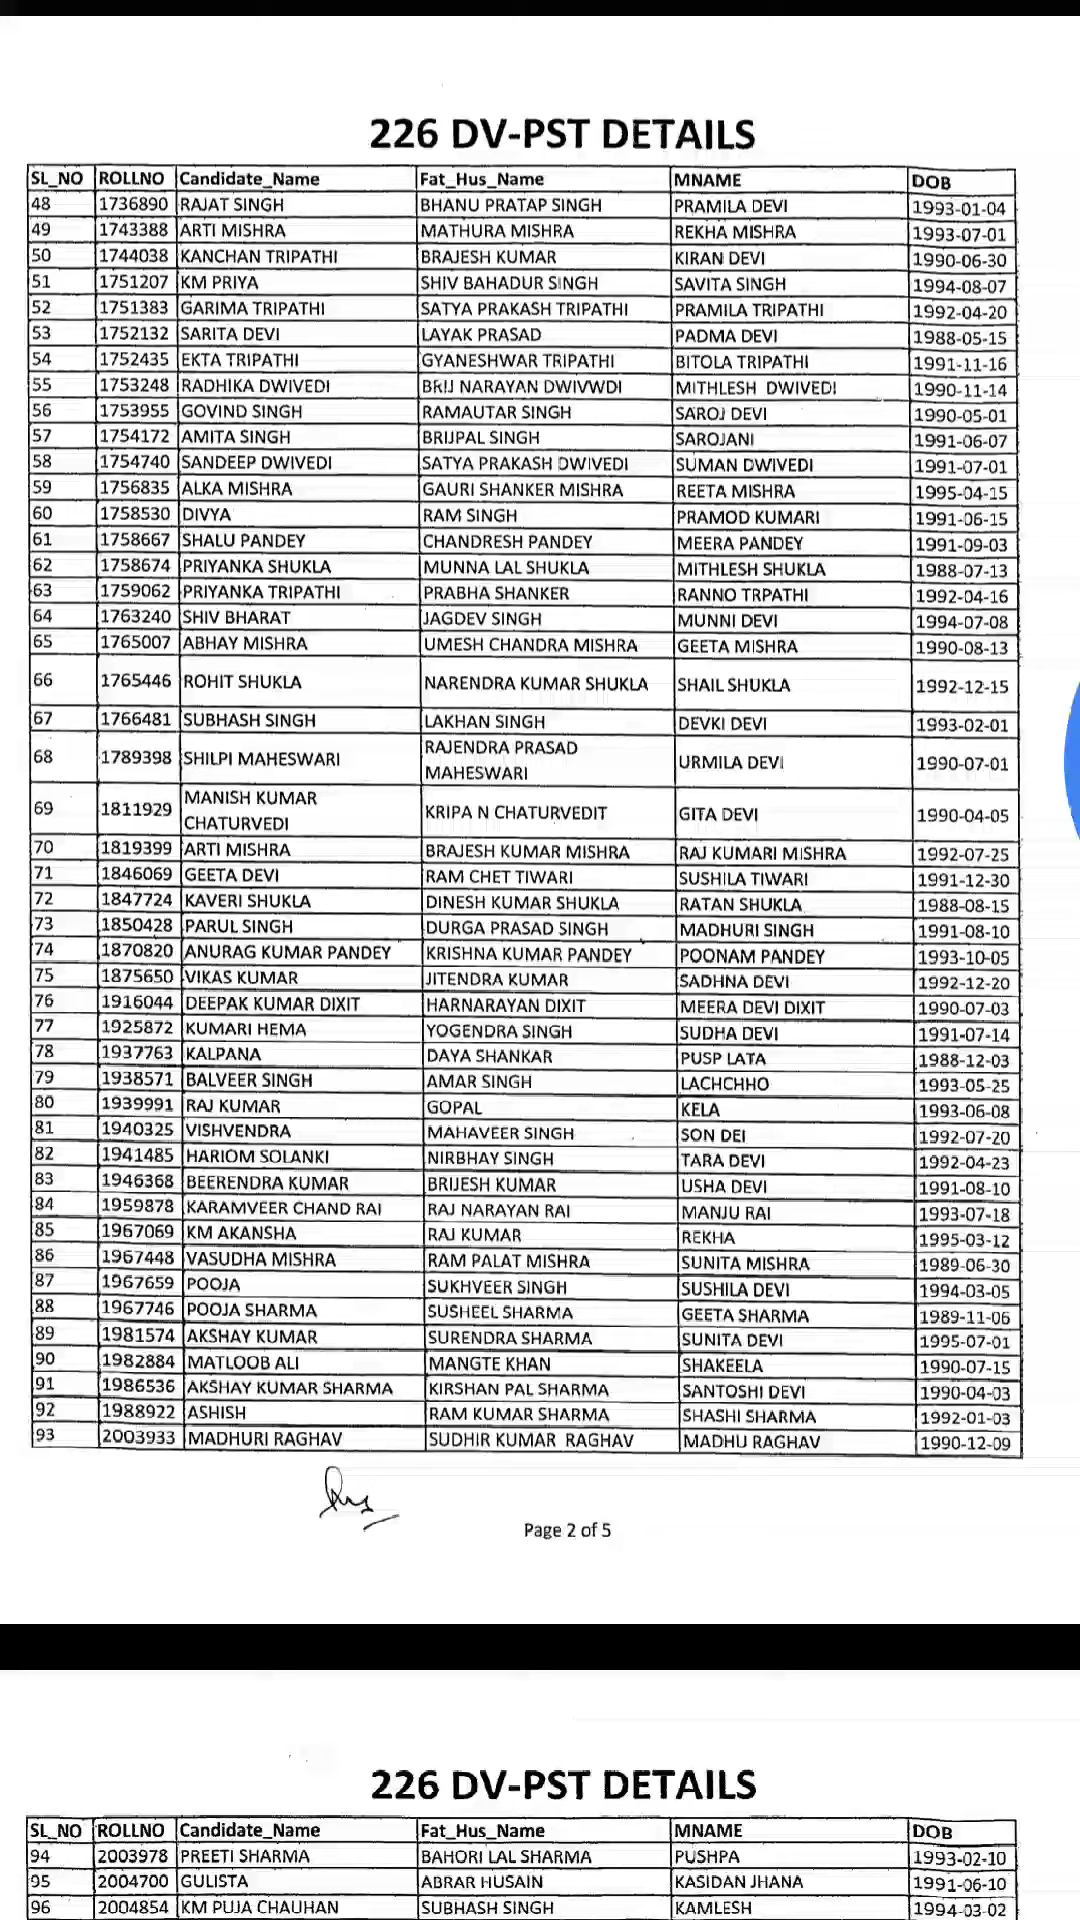 226 DV-PST DETAILS
SL_NO ROLLNO Candidate_Name Fat_Hus_Name MNAME DOB
48 1736890 RAJAT SINGH BHANU PRATAP SINGH PRAMILA DEVI 1993-01-04
49 1743388 ARTI MISHRA MATHURA MISHRA REKHA MISHRA 1993-07-01
50 1744038 KANCHAN TRIPATHI BRAJESH KUMAR KIRAN DEVI 1990-06-30
51 1751207 KM PRIYA SHIV BAHADUR SINGH SAVITA SINGH 1994-08-07
52 1751383 GARIMA TRIPATHI SATYA PRAKASH TRIPATHI PRAMILA TRIPATHI 1992-04-20
53 1752132 SARITA DEVI LAYAK PRASAD PADMA DEVI 1988-05-15
54 1752435 EKTA TRIPATHI GYANESHWAR TRIPATHI BITOLA TRIPATHI 1991-11-16
55 1753248 RADHIKA DWIVEDI BRIJ NARAYAN DWIVWDI MITHLESH DWIVEDI 1990-11-14
56 1753955 GOVIND SINGH RAMAUTAR SINGH SAROJ DEVI 1990-05-01
57 1754172 AMITA SINGH BRIJPAL SINGH SAROJANI 1991-06-07
58 1754740 SANDEEP DWIVEDI SATYA PRAKASH DWIVEDI SUMAN DWIVEDI 1991-07-01
59 1756835 ALKA MISHRA GAURI SHANKER MISHRA REETA MISHRA 1995-04-15
60 1758530 DIVYA RAM SINGH PRAMOD KUMARI 1991-06-15
61 1758667 SHALU PANDEY CHANDRESH PANDEY MEERA PANDEY 1991-09-03
62 1758674 PRIYANKA SHUKLA MUNNA LAL SHUKLA MITHLESH SHUKLA 1988-07-13
63 1759062 PRIYANKA TRIPATHI PRABHA SHANKER RANNO TRPATHI 1992-04-16
64 1763240 SHIV BHARAT JAGDEV SINGH MUNNI DEVI 1994-07-08
65 1765007 ABHAY MISHRA UMESH CHANDRA MISHRA GEETA MISHRA 1990-08-13
66 1765446 ROHIT SHUKLA NARENDRA KUMAR SHUKLA SHAIL SHUKLA 1992-12-15
67 1766481 SUBHASH SINGH LAKHAN SINGH DEVKI DEVI 1993-02-01
68 1789398 SHILPI MAHESWARI RAJENDRA PRASAD MAHESWARI URMILA DEVI 1990-07-01
69 1811929 MANISH KUMAR CHATURVEDI KRIPA N CHATURVEDIT GITA DEVI 1990-04-05
70 1819399 ARTI MISHRA BRAJESH KUMAR MISHRA RAJ KUMARI MISHRA 1992-07-25
71 1846069 GEETA DEVI RAM CHET TIWARI SUSHILA TIWARI 1991-12-30
72 1847724 KAVERI SHUKLA DINESH KUMAR SHUKLA RATAN SHUKLA 1988-08-15
73 1850428 PARUL SINGH DURGA PRASAD SINGH MADHURI SINGH 1991-08-10
74 1870820 ANURAG KUMAR PANDEY KRISHNA KUMAR PANDEY POONAM PANDEY 1993-10-05
75 1875650 VIKAS KUMAR JITENDRA KUMAR SADHNA DEVI 1992-12-20
76 1916044 DEEPAK KUMAR DIXIT HARNARAYAN DIXIT MEERA DEVI DIXIT 1990-07-03
77 1925872 KUMARI HEMA YOGENDRA SINGH SUDHA DEVI 1991-07-14
78 1937763 KALPANA DAYA SHANKAR PUSP LATA 1988-12-03
79 1938571 BALVEER SINGH AMAR SINGH LACHCHHO 1993-05-25
80 1939991 RAJ KUMAR GOPAL KELA 1993-06-08
81 1940325 VISHVENDRA MAHAVEER SINGH SON DEI 1992-07-20
82 1941485 HARIOM SOLANKI NIRBHAY SINGH TARA DEVI 1992-04-23
83 1946368 BEERENDRA KUMAR BRIJESH KUMAR USHA DEVI 1991-08-10
84 1959878 KARAMVEER CHAND RAI RAJ NARAYAN RAI MANJU RAI 1993-07-18
85 1967069 KM AKANSHA RAJ KUMAR REKHA 1995-03-12
86 1967448 VASUDHA MISHRA RAM PALAT MISHRA SUNITA MISHRA 1989-06-30
87 1967659 POOJA SUKHVEER SINGH SUSHILA DEVI 1994-03-05
88 1967746 POOJA SHARMA SUSHEEL SHARMA GEETA SHARMA 1989-11-06
89 1981574 AKSHAY KUMAR SURENDRA SHARMA SUNITA DEVI 1995-07-01
90 1982884 MATLOOB ALI MANGTE KHAN SHAKEELA 1990-07-15
91 1986536 AKSHAY KUMAR SHARMA KIRSHAN PAL SHARMA SANTOSHI DEVI 1990-04-03
92 1988922 ASHISH RAM KUMAR SHARMA SHASHI SHARMA 1992-01-03
93 2003933 MADHURI RAGHAV SUDHIR KUMAR RAGHAV MADHU RAGHAV 1990-12-09
Page 2 of 5
226 DV-PST DETAILS
SL_NO ROLLNO Candidate_Name Fat_Hus_Name MNAME DOB
94 2003978 PREETI SHARMA BAHORI LAL SHARMA PUSHPA 1993-02-10
95 2004700 GULISTA ABRAR HUSAIN KASIDAN JHANA 1991-06-10
96 2004854 KM PUJA CHAUHAN SUBHASH SINGH KAMLESH 1994-03-02